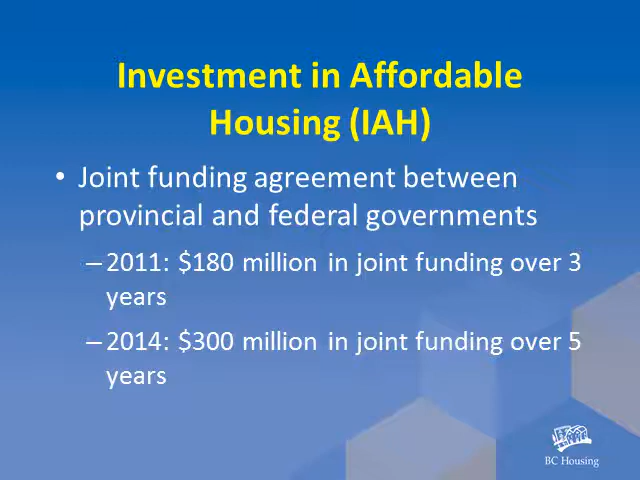 Investment in Affordable
Housing (IAH)
• Joint funding agreement between
provincial and federal governments
–2011: $180 million in joint funding over 3
years
–2014: $300 million in joint funding over 5
years
BC Housing